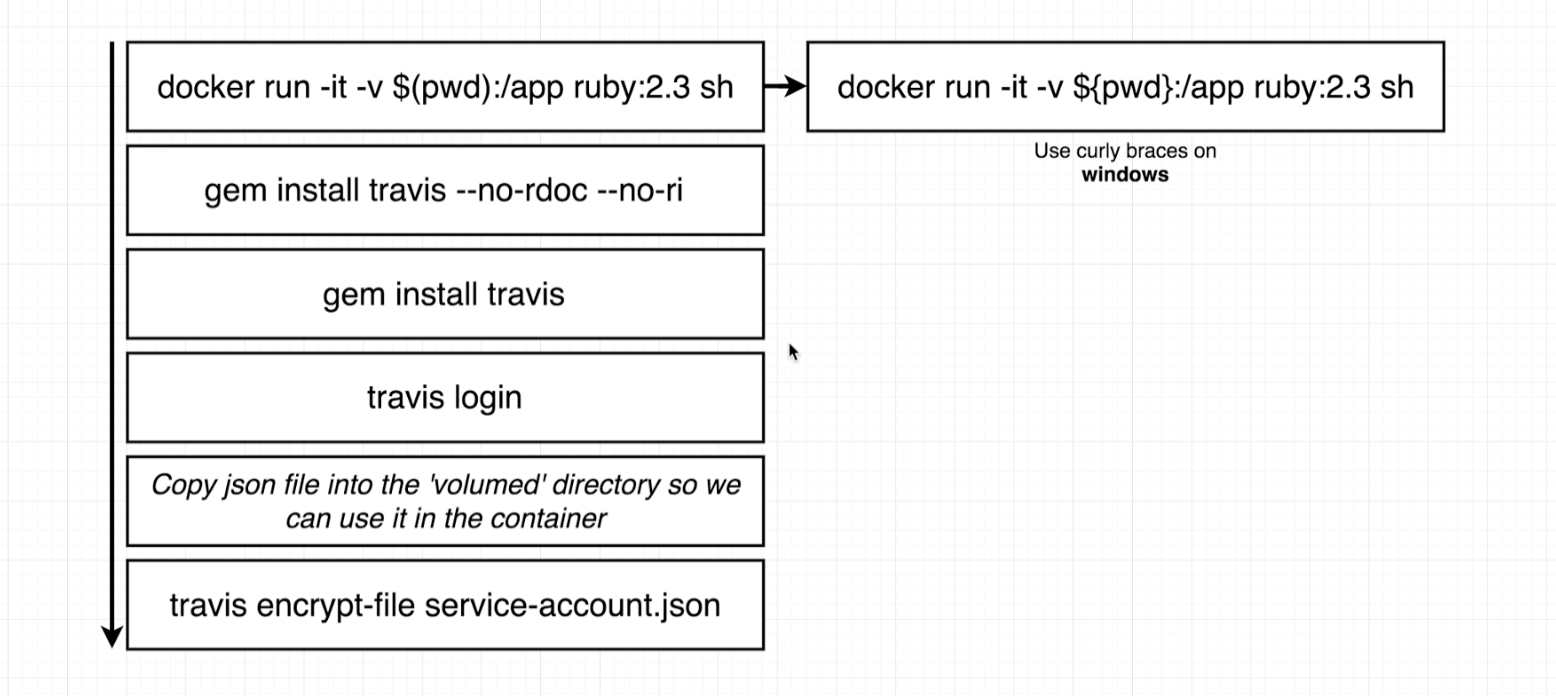 docker run -it -v $(pwd):/app ruby:2.3 sh
docker run -it -v ${pwd}:/app ruby:2.3 sh
Use curly braces on
windows
gem install travis --no-rdoc --no-ri
gem install travis
travis login
Copy json file into the 'volumed' directory so we
can use it in the container
travis encrypt-file service-account.json